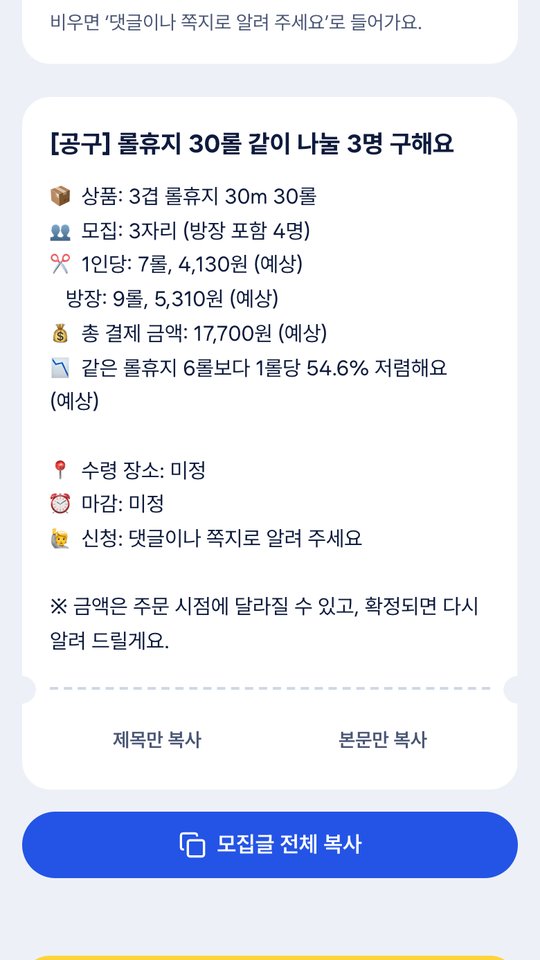 비우면 ‘댓글이나 쪽지로 알려 주세요’로 들어가요.
[공구] 롤휴지 30롤 같이 나눌 3명 구해요
📦 상품: 3겹 롤휴지 30m 30롤
👥 모집: 3자리 (방장 포함 4명)
✂️ 1인당: 7롤, 4,130원 (예상)
방장: 9롤, 5,310원 (예상)
💰 총 결제 금액: 17,700원 (예상)
📉 같은 롤휴지 6롤보다 1롤당 54.6% 저렴해요
(예상)
📍 수령 장소: 미정
⏰ 마감: 미정
🙋 신청: 댓글이나 쪽지로 알려 주세요
※ 금액은 주문 시점에 달라질 수 있고, 확정되면 다시
알려 드릴게요.
제목만 복사 본문만 복사
모집글 전체 복사